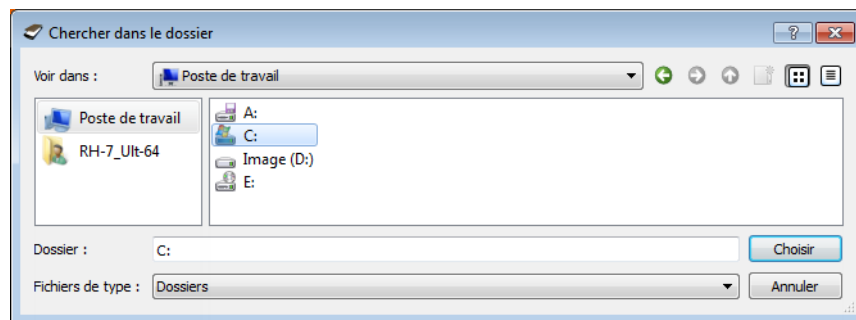 Chercher dans le dossier
Voir dans :
Poste de travail
Poste de travail
RH-7_Ult-64
A:
C:
Image (D:)
E:
Dossier :
C:
Choisir
Fichiers de type :
Dossiers
Annuler